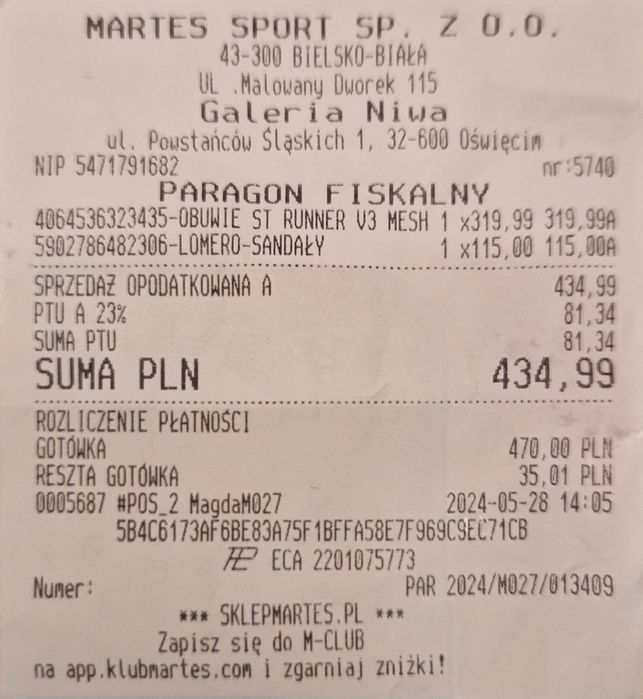 MARTES SPORT SP. Z O.O.
43-300 BIELSKO-BIAŁA
UL .Malowany Dworek 115
Galeria Niwa
ul. Powstańców Śląskich 1, 32-600 Oświęcim
NIP 5471791682 nr:5740
PARAGON FISKALNY
4064536323435-OBUWIE ST RUNNER V3 MESH 1 x319,99 319,99A
5902786482306-LOMERO-SANDAŁY 1 x115,00 115,00A
SPRZEDAŻ OPODATKOWANA A 434,99
PTU A 23% 81,34
SUMA PTU 81,34
SUMA PLN 434,99
ROZLICZENIE PŁATNOŚCI
GOTÓWKA 470,00 PLN
RESZTA GOTÓWKA 35,01 PLN
0005687 #POS_2 MagdaM027 2024-05-28 14:05
5B4C6173AF6BE83A75F1BFFA58E7F969C9EC71CB
ECA 2201075773
Numer: PAR 2024/M027/013409
*** SKLEPMARTES.PL ***
Zapisz się do M-CLUB
na app.klubmartes.com i zgarniaj zniżki!